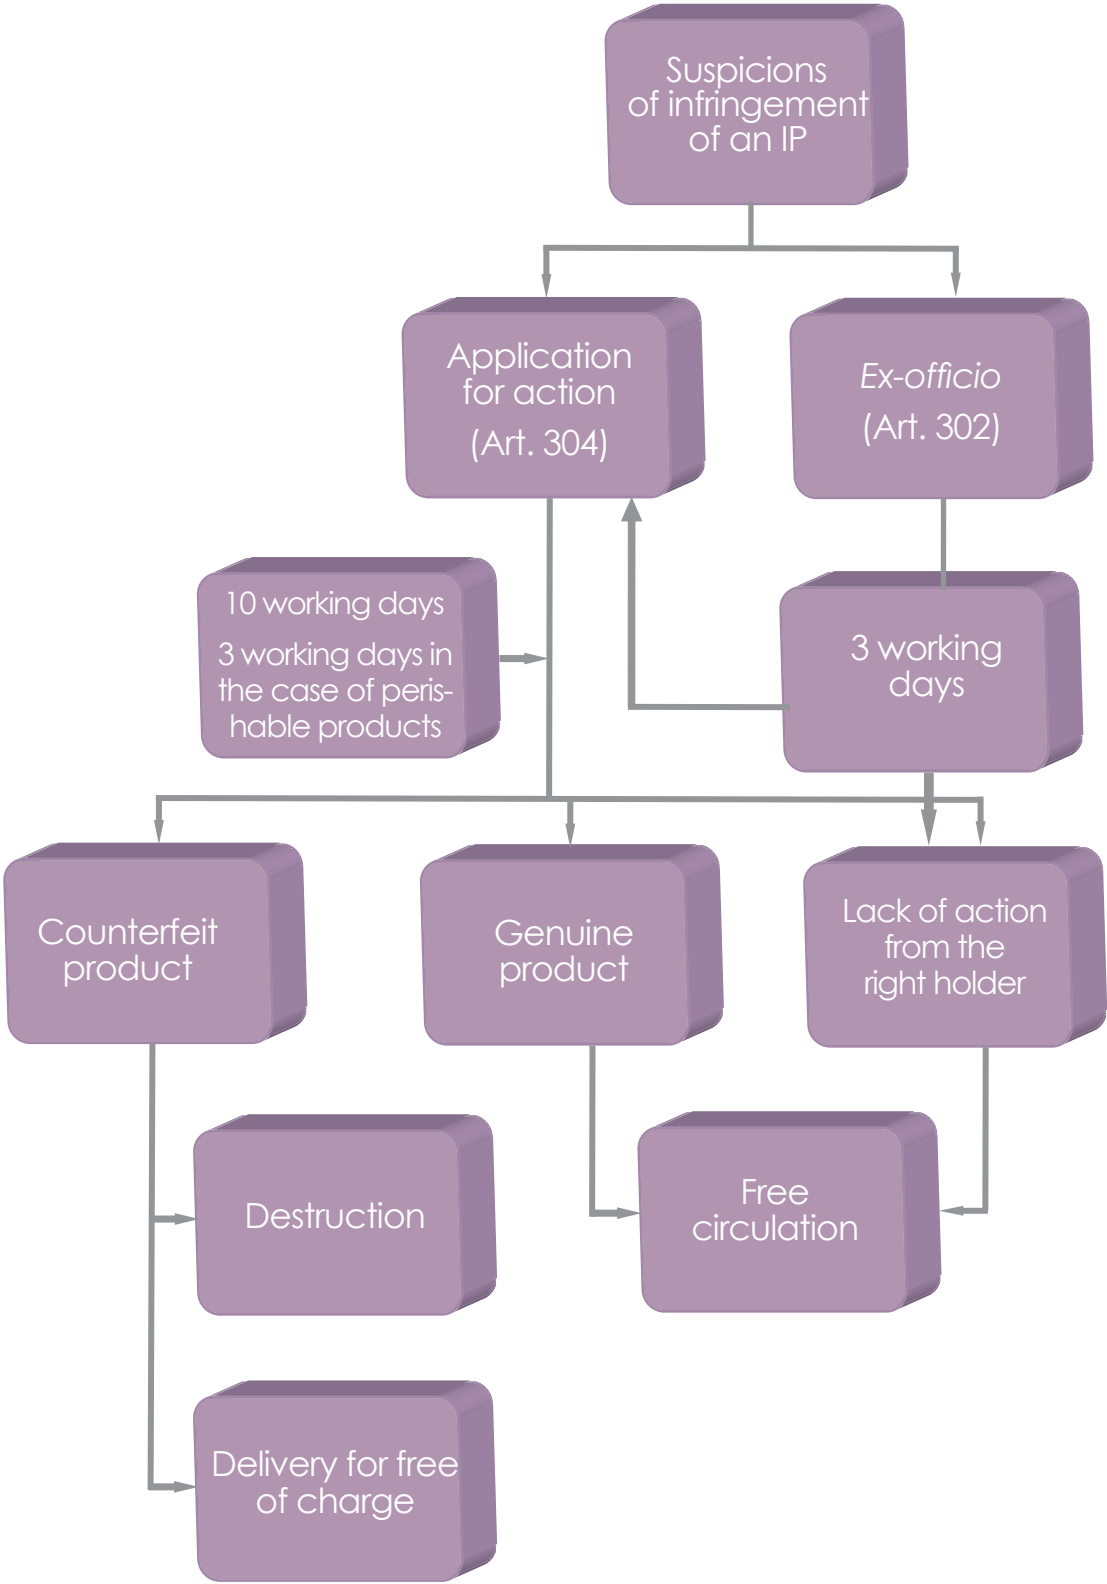 Suspicions
of infringement
of an IP
Application
for action
(Art. 304)
Ex-officio
(Art. 302)
10 working days
3 working days in
the case of peris-
hable products
3 working
days
Counterfeit
product
Genuine
product
Lack of action
from the
right holder
Destruction
Free
circulation
Delivery for free
of charge